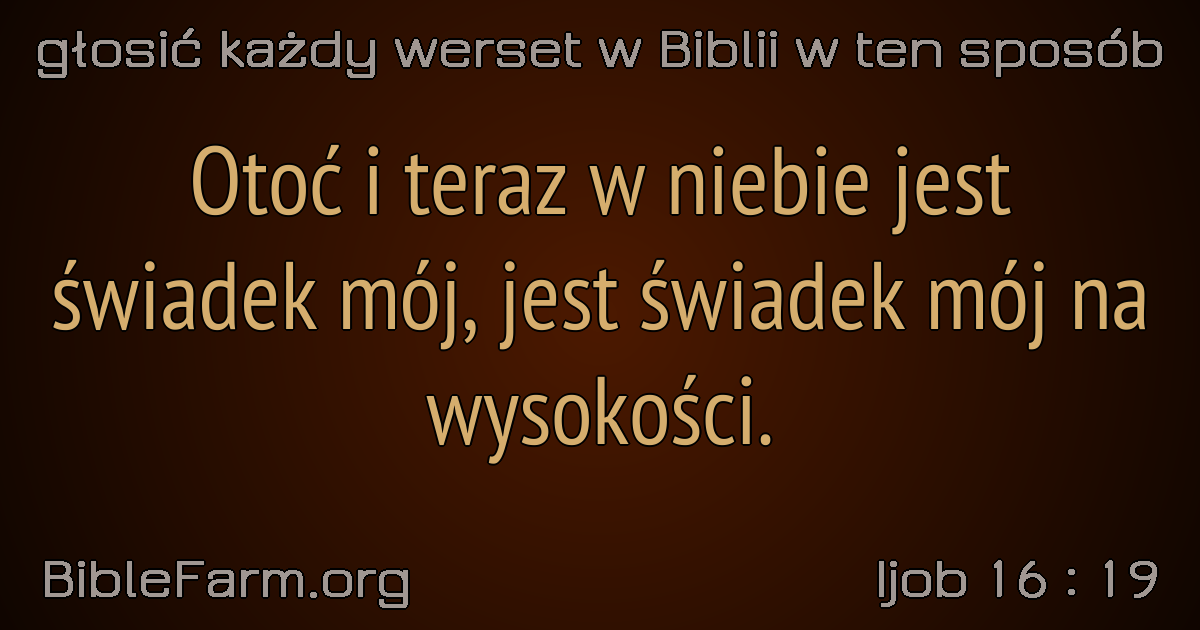 głosić każdy werset w Biblii w ten sposób
Otoć i teraz w niebie jest
świadek mój, jest świadek mój na
wysokości.
BibleFarm.org
Ijob 16 : 19